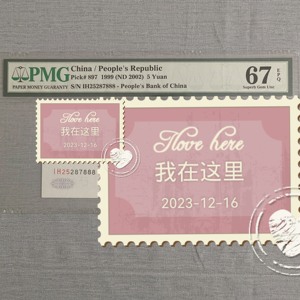 PMG
PAPER MONEY GUARANTY
China / People's Republic
Pick# 897 1999 (ND 2002) 5 Yuan
S/N IH25287888 - People's Bank of China
67 EPQ
Superb Gem Unc
I love here
我在这里
2023-12-16
IH25287888
I love here
我在这里
2023-12-16